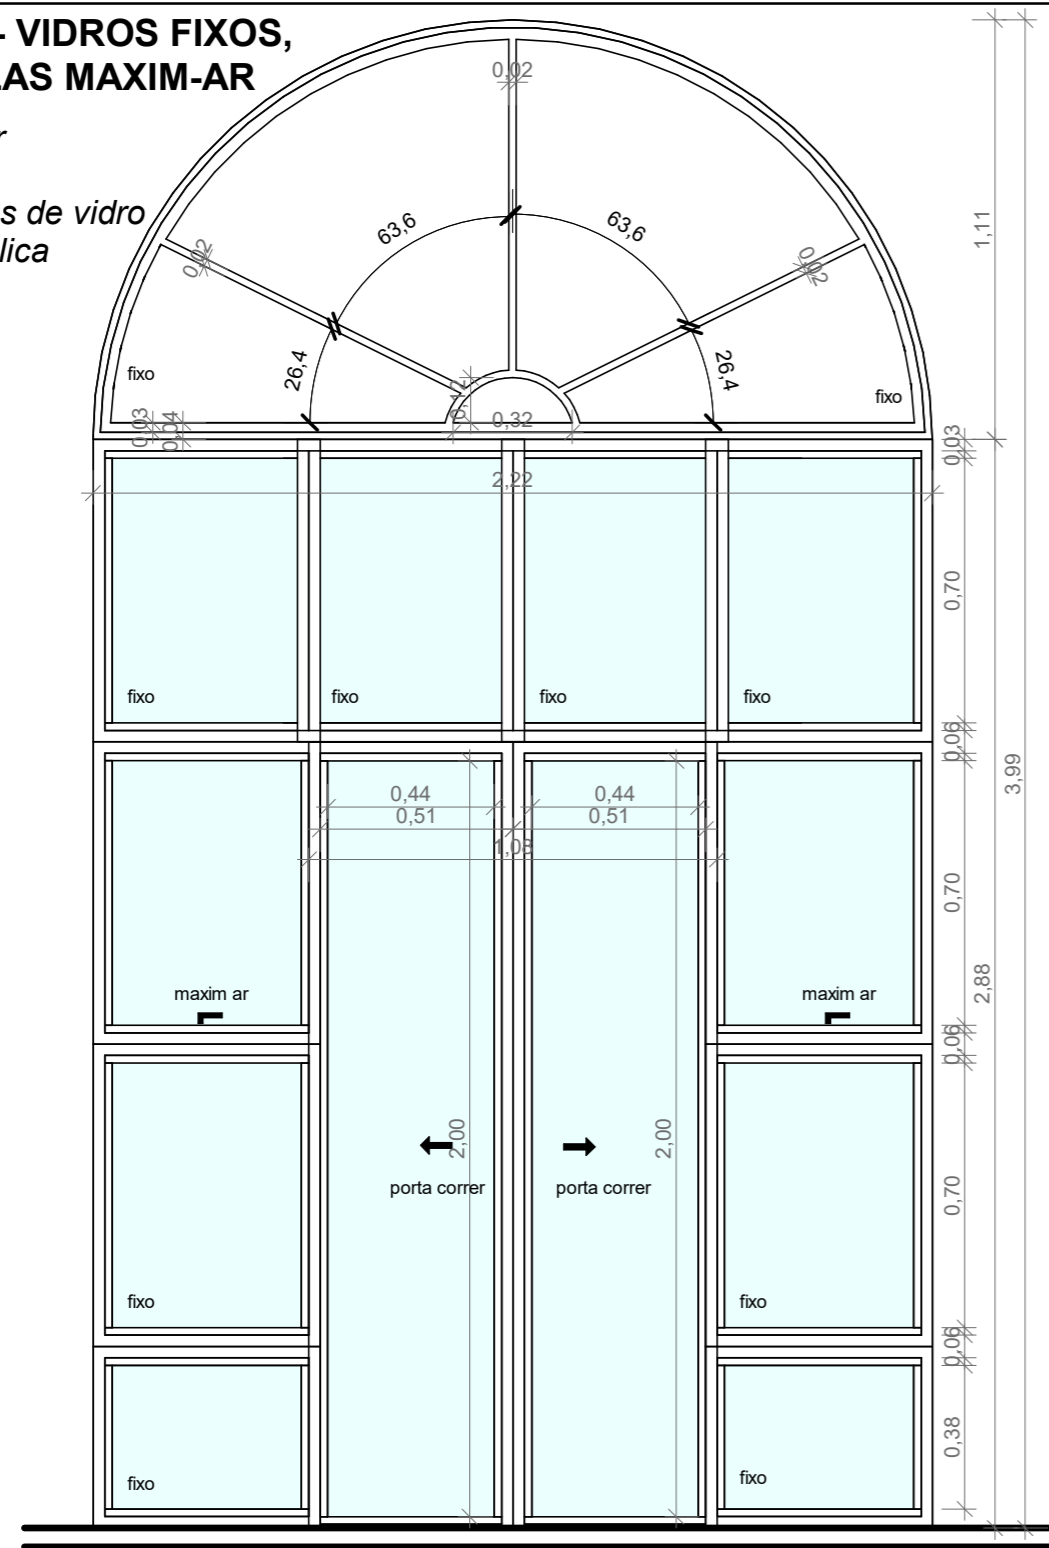 - VIDROS FIXOS,
LAS MAXIM-AR
r
s de vidro
lica
0,02
1,11
63,6
63,6
0,02
0,02
26,4
26,4
fixo
fixo
0,12
0,32
0,03
0,04
0,03
2,22
0,70
fixo
fixo
fixo
fixo
0,06
3,99
0,44
0,44
0,51
0,51
1,08
0,70
2,88
maxim ar
maxim ar
0,06
2,00
2,00
porta correr
porta correr
0,70
fixo
fixo
0,06
0,38
fixo
fixo